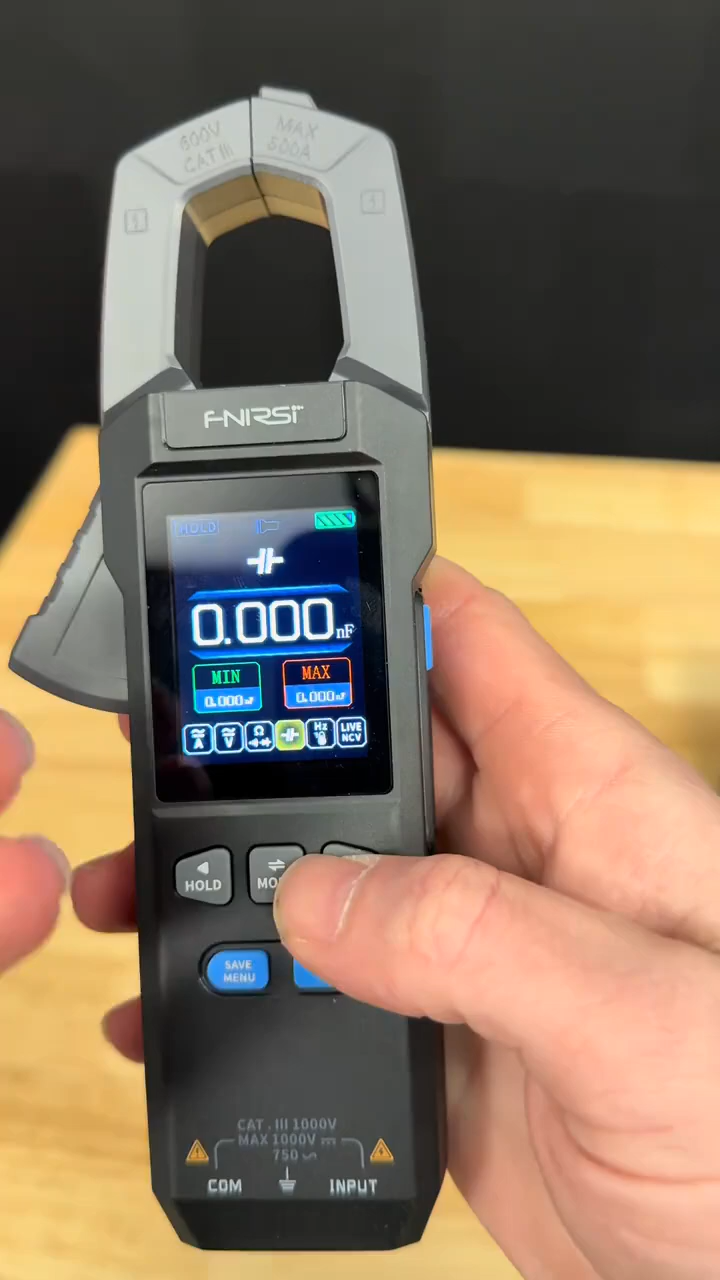 600V
CAT III
MAX
500A
FNIRSI
HOLD
0.000 nF
MIN
0.000 nF
MAX
0.000 nF
A
V
Ω
Hz
LIVE
NCV
HOLD
SAVE
MENU
CAT . III 1000V
MAX 1000V
750
COM
INPUT